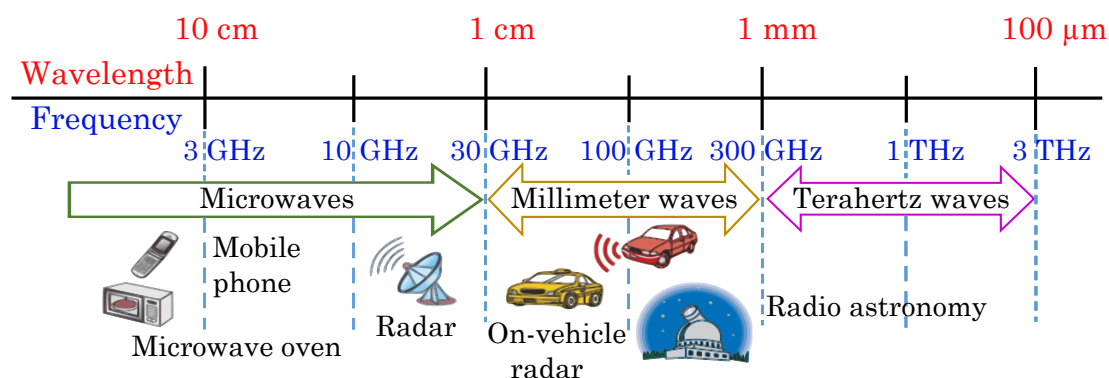 10 cm 1 cm 1 mm 100 µm
Wavelength
Frequency
3 GHz 10 GHz 30 GHz 100 GHz 300 GHz 1 THz 3 THz
Microwaves Millimeter waves Terahertz waves
Mobile
phone
Microwave oven
Radar
On-vehicle
radar
Radio astronomy